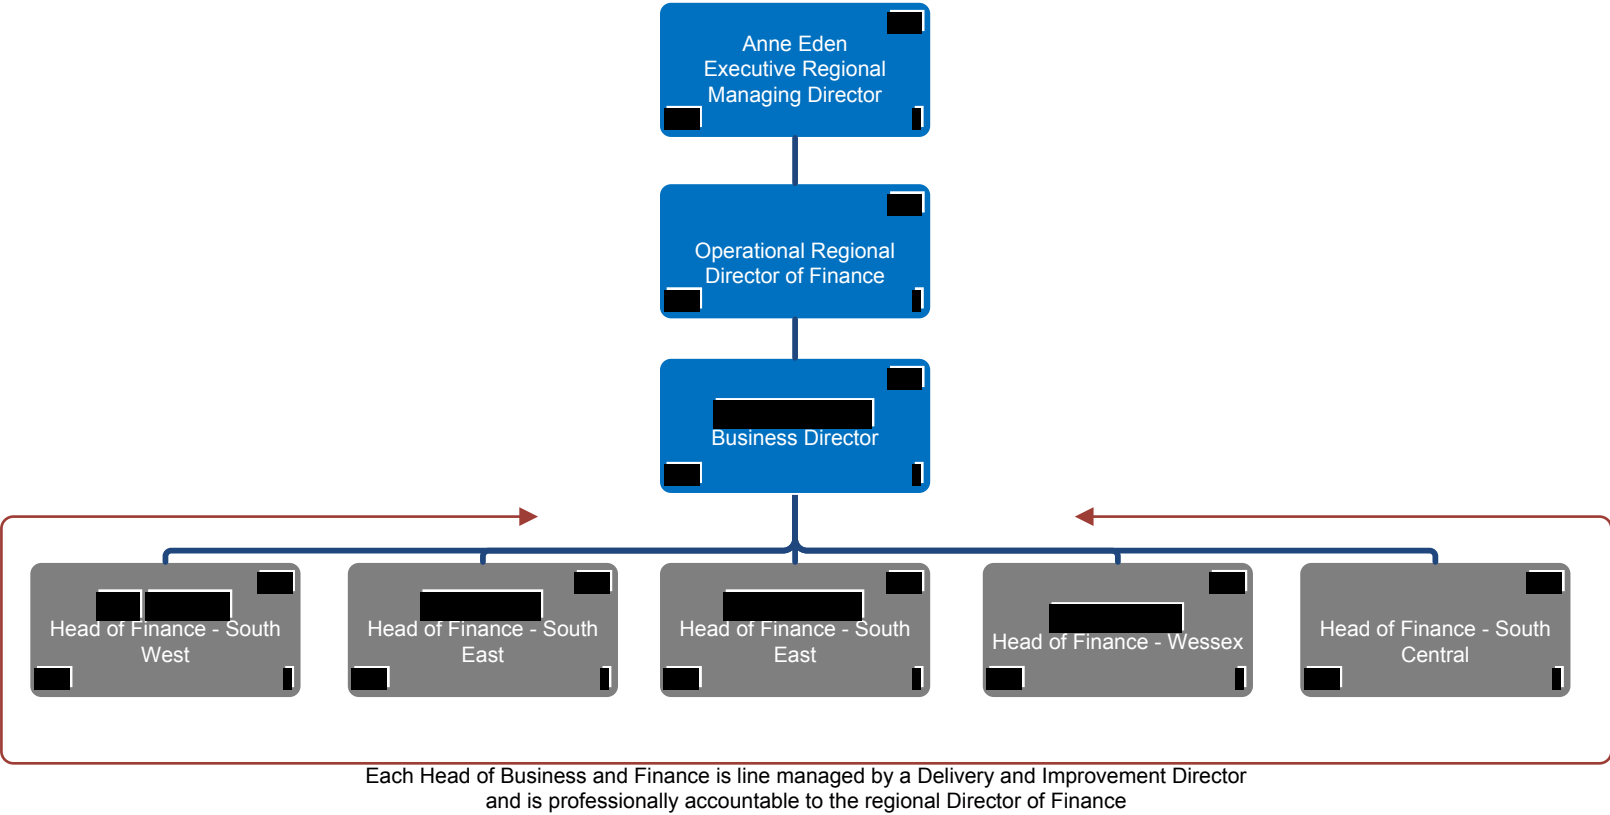 Anne Eden
Executive Regional
Managing Director
Operational Regional
Director of Finance
Business Director
Head of Finance - South
West
Head of Finance - South
East
Head of Finance - South
East
Head of Finance - Wessex
Head of Finance - South
Central
Each Head of Business and Finance is line managed by a Delivery and Improvement Director
and is professionally accountable to the regional Director of Finance